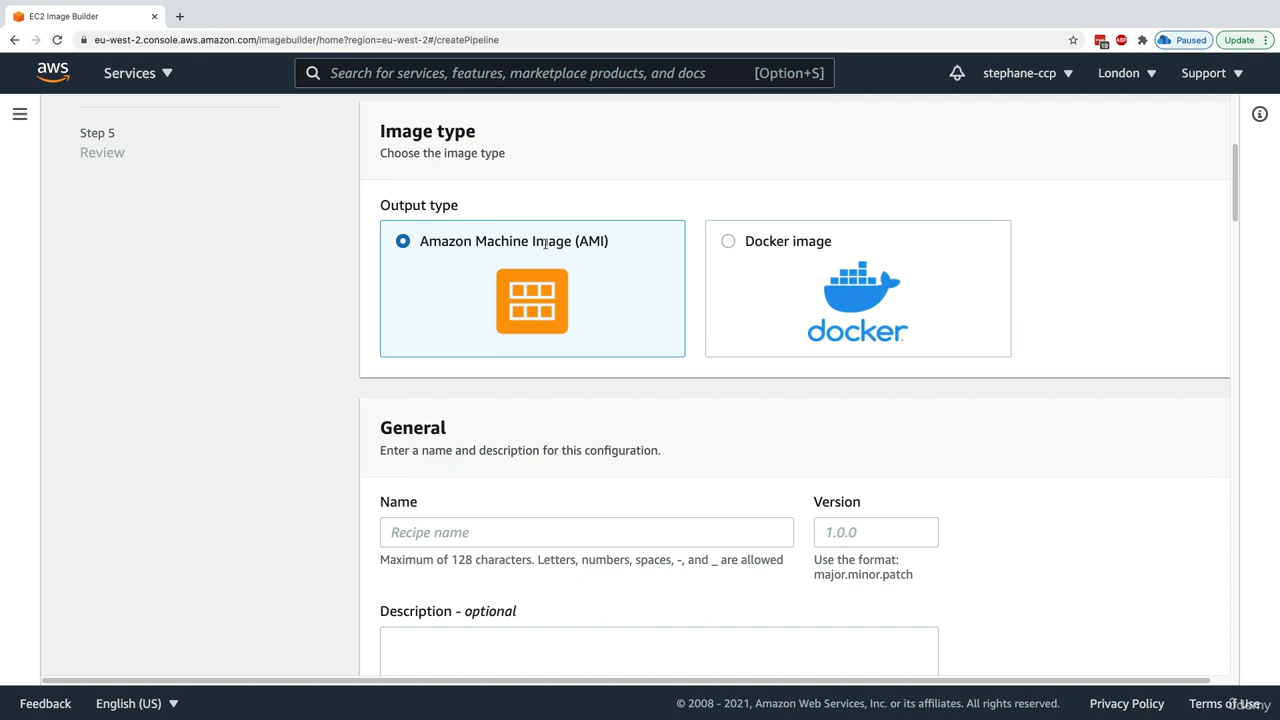 EC2 Image Builder
eu-west-2.console.aws.amazon.com/imagebuilder/home?region=eu-west-2#/createPipeline
Paused
Update
aws
Services
Search for services, features, marketplace products, and docs
[Option+S]
stephane-ccp
London
Support
Step 5
Review
Image type
Choose the image type
Output type
Amazon Machine Image (AMI)
Docker image
docker
General
Enter a name and description for this configuration.
Name
Version
Recipe name
1.0.0
Maximum of 128 characters. Letters, numbers, spaces, -, and _ are allowed
Use the format:
major.minor.patch
Description - optional
Feedback
English (US)
© 2008 - 2021, Amazon Web Services, Inc. or its affiliates. All rights reserved.
Privacy Policy
Terms of Use
ûdemy